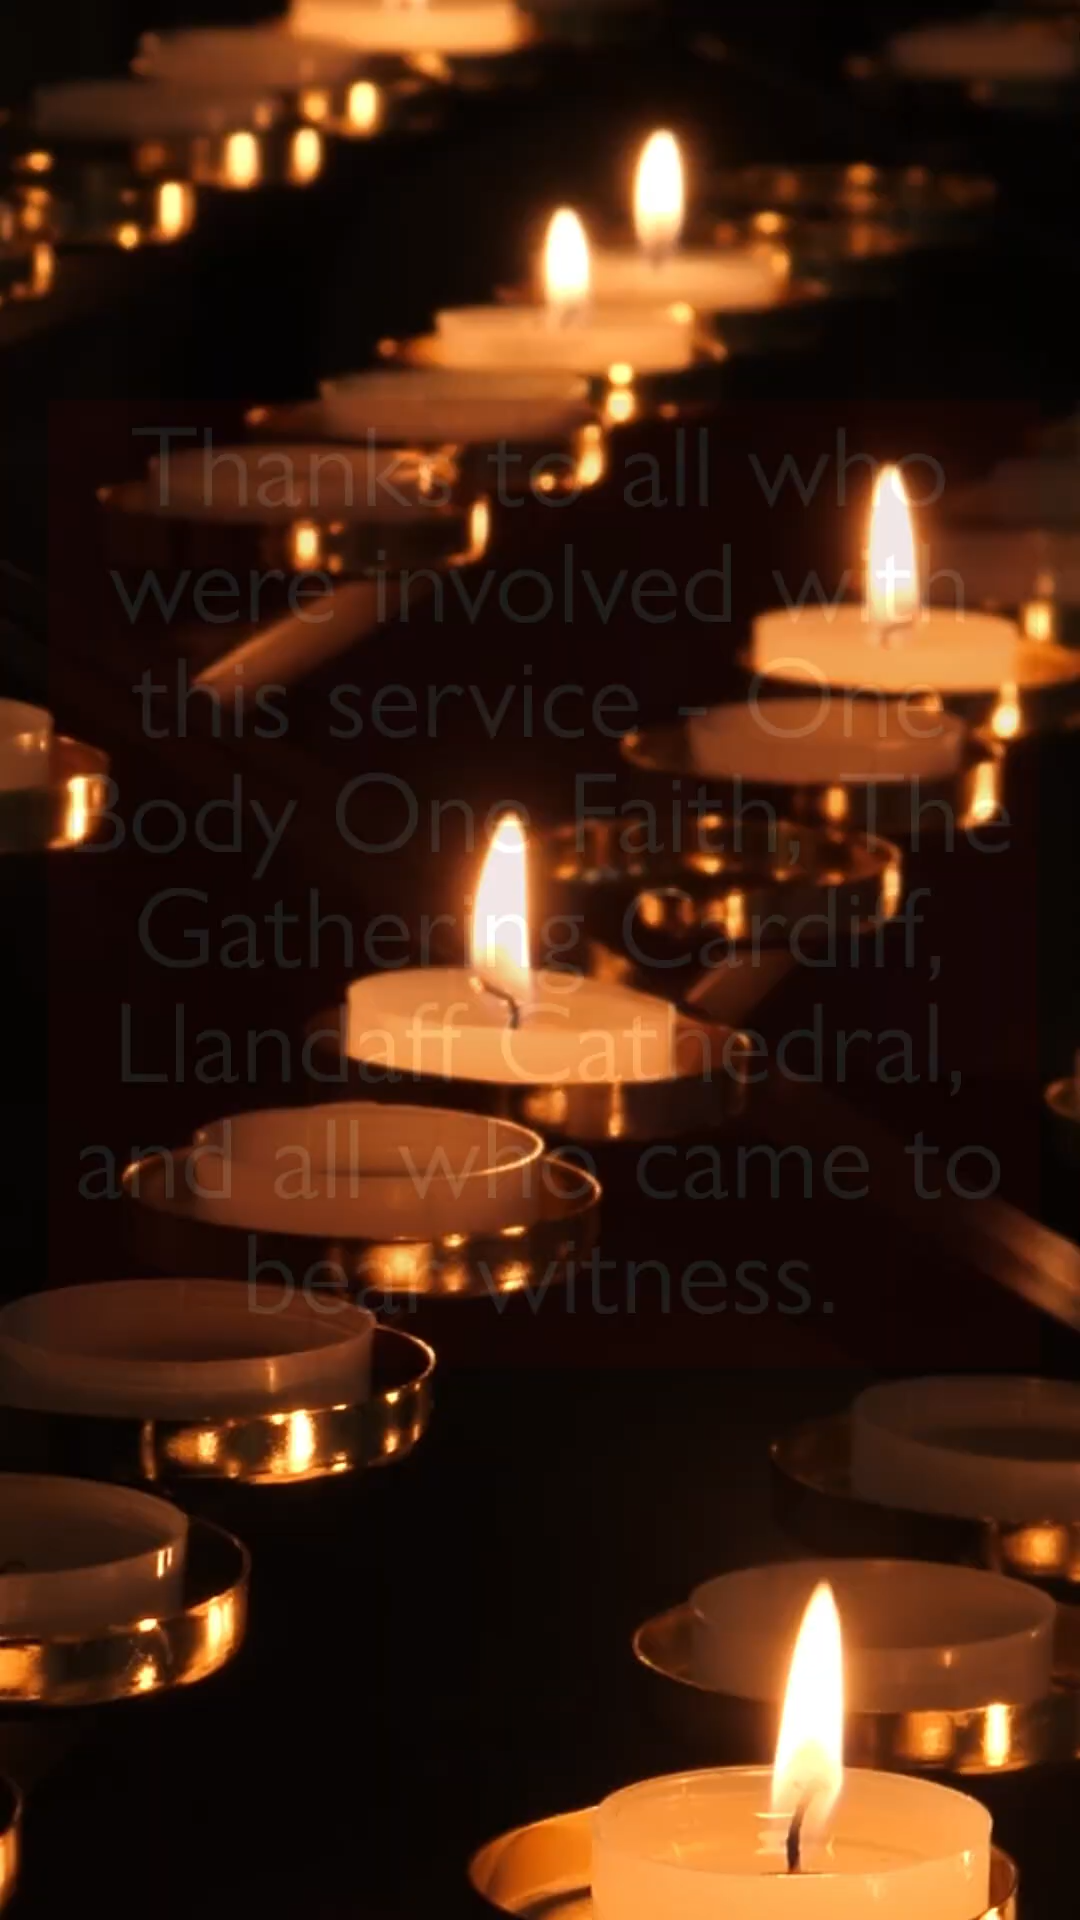 Thanks to all who
were involved with
this service - One
Body One Faith, The
Gathering Cardiff,
Llandaff Cathedral,
and all who came to
bear witness.